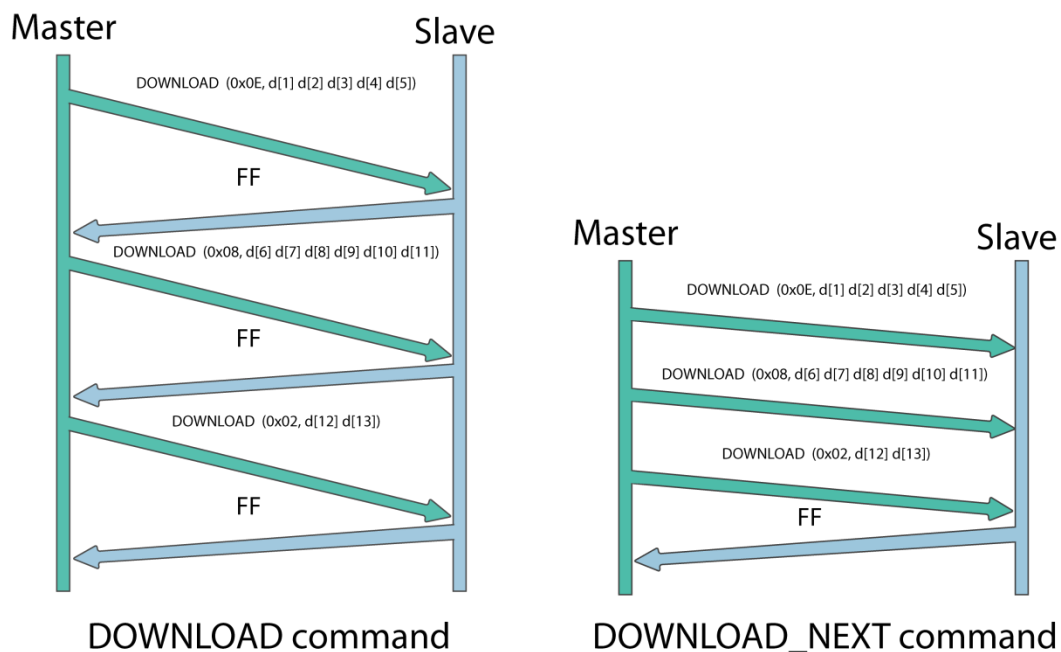 Master
Slave
DOWNLOAD (0x0E, d[1] d[2] d[3] d[4] d[5])
FF
DOWNLOAD (0x08, d[6] d[7] d[8] d[9] d[10] d[11])
FF
DOWNLOAD (0x02, d[12] d[13])
FF
DOWNLOAD command
Master
Slave
DOWNLOAD (0x0E, d[1] d[2] d[3] d[4] d[5])
DOWNLOAD (0x08, d[6] d[7] d[8] d[9] d[10] d[11])
DOWNLOAD (0x02, d[12] d[13])
FF
DOWNLOAD_NEXT command